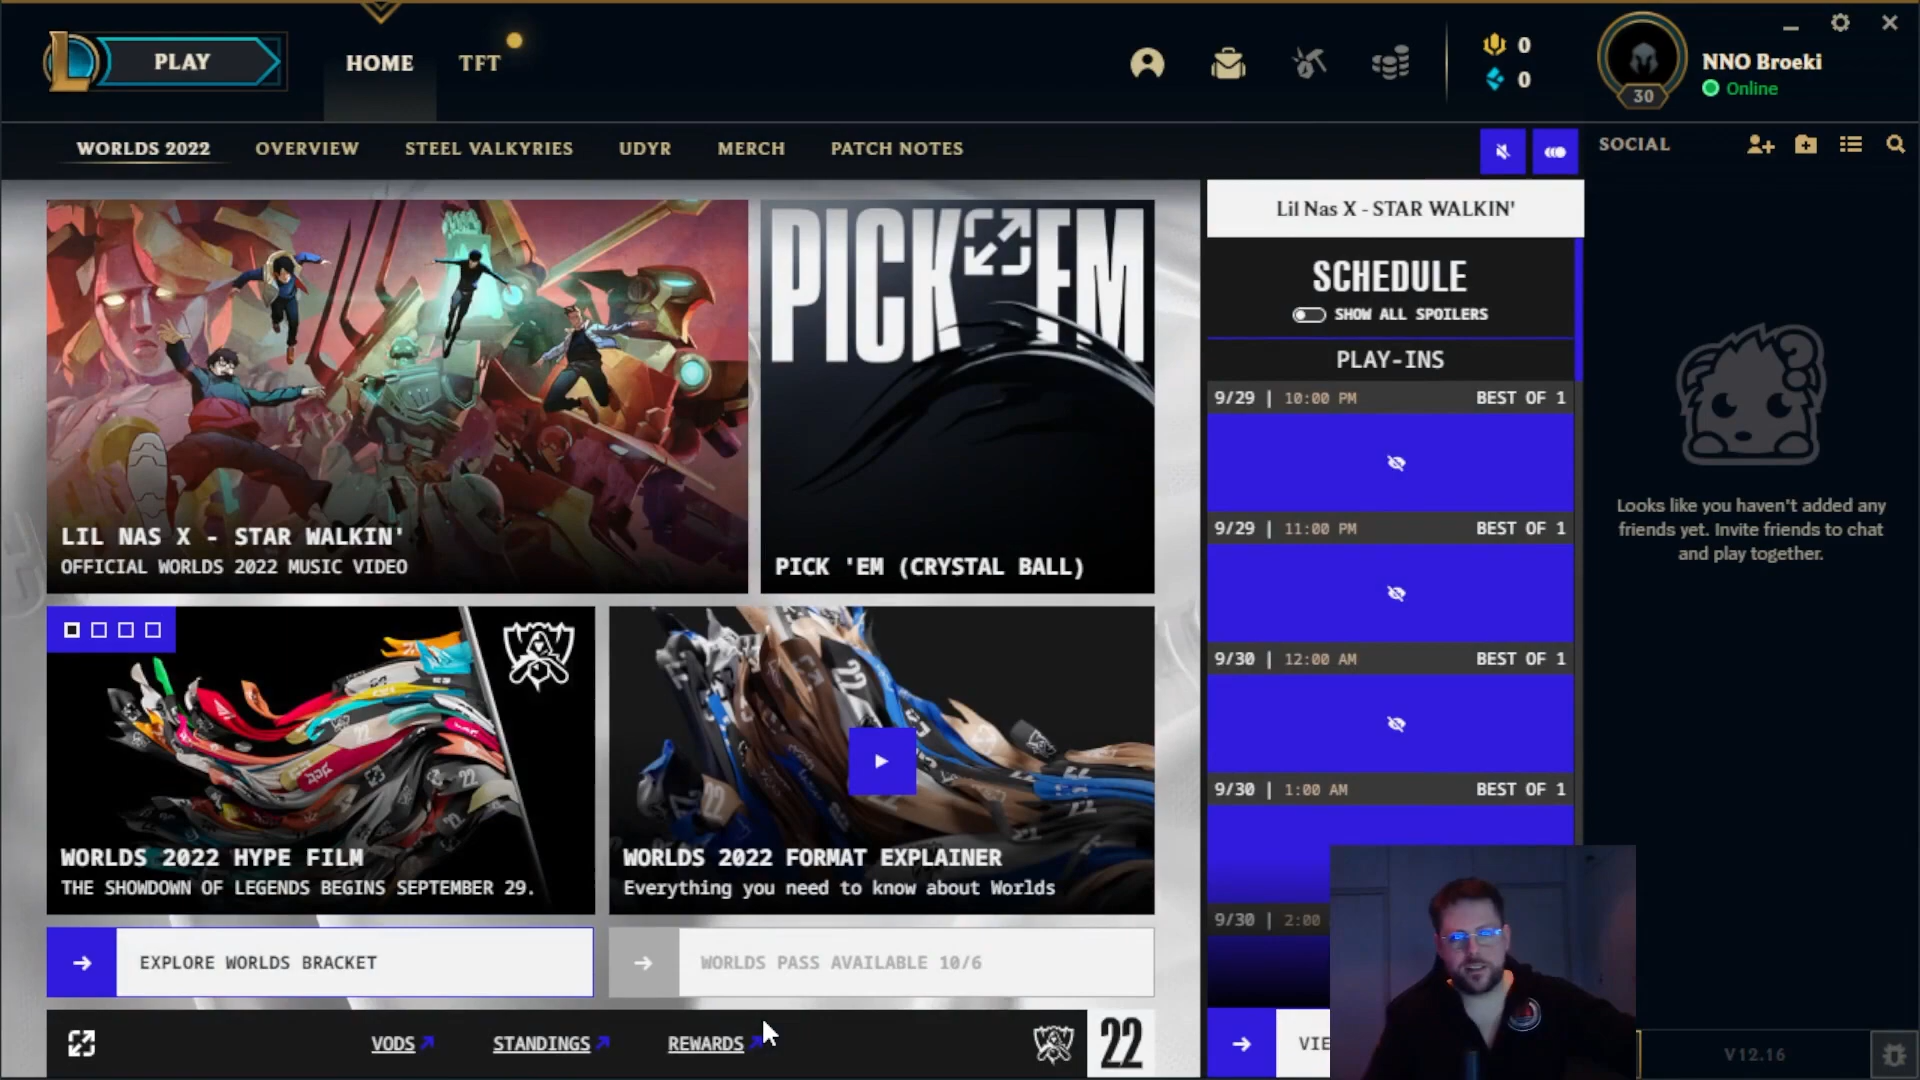 PLAY
HOME
TFT
0
0
30
NNO Broeki
Online
WORLDS 2022
OVERVIEW
STEEL VALKYRIES
UDYR
MERCH
PATCH NOTES
SOCIAL
LIL NAS X - STAR WALKIN'
OFFICIAL WORLDS 2022 MUSIC VIDEO
PICK EM
PICK 'EM (CRYSTAL BALL)
Lil Nas X - STAR WALKIN'
SCHEDULE
SHOW ALL SPOILERS
PLAY-INS
9/29 | 10:00 PM BEST OF 1
9/29 | 11:00 PM BEST OF 1
9/30 | 12:00 AM BEST OF 1
9/30 | 1:00 AM BEST OF 1
9/30 | 2:00
VIE
Looks like you haven't added any
friends yet. Invite friends to chat
and play together.
WORLDS 2022 HYPE FILM
THE SHOWDOWN OF LEGENDS BEGINS SEPTEMBER 29.
WORLDS 2022 FORMAT EXPLAINER
Everything you need to know about Worlds
EXPLORE WORLDS BRACKET
WORLDS PASS AVAILABLE 10/6
VODS
STANDINGS
REWARDS
22
V12.16